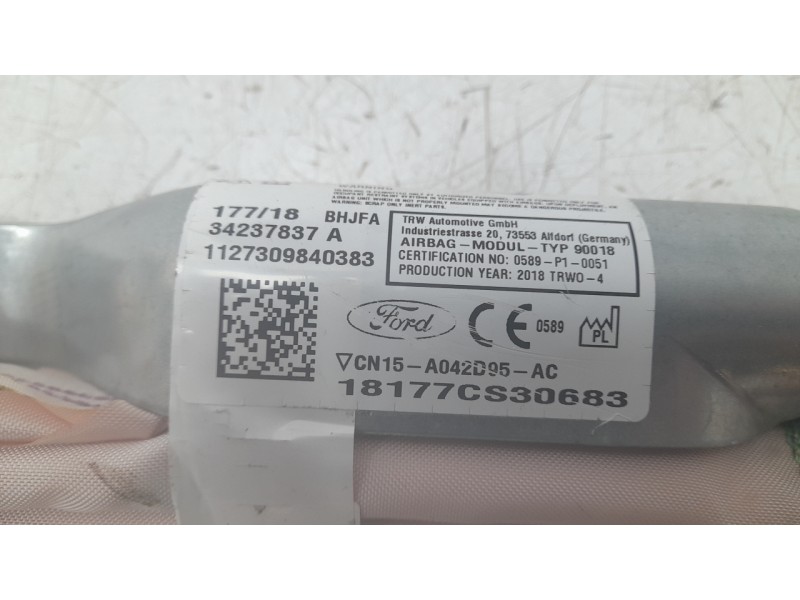 177/18 BHJFA
34237837 A
1127309840383
TRW Automotive GmbH
Industriestrasse 20, 73553 Alfdorf (Germany)
AIRBAG-MODUL-TYP 90018
CERTIFICATION NO: 0589-P1-0051
PRODUCTION YEAR: 2018 TRWO-4
Ford
CE 0589
PL
▽CN15-A042D95-AC
18177CS30683